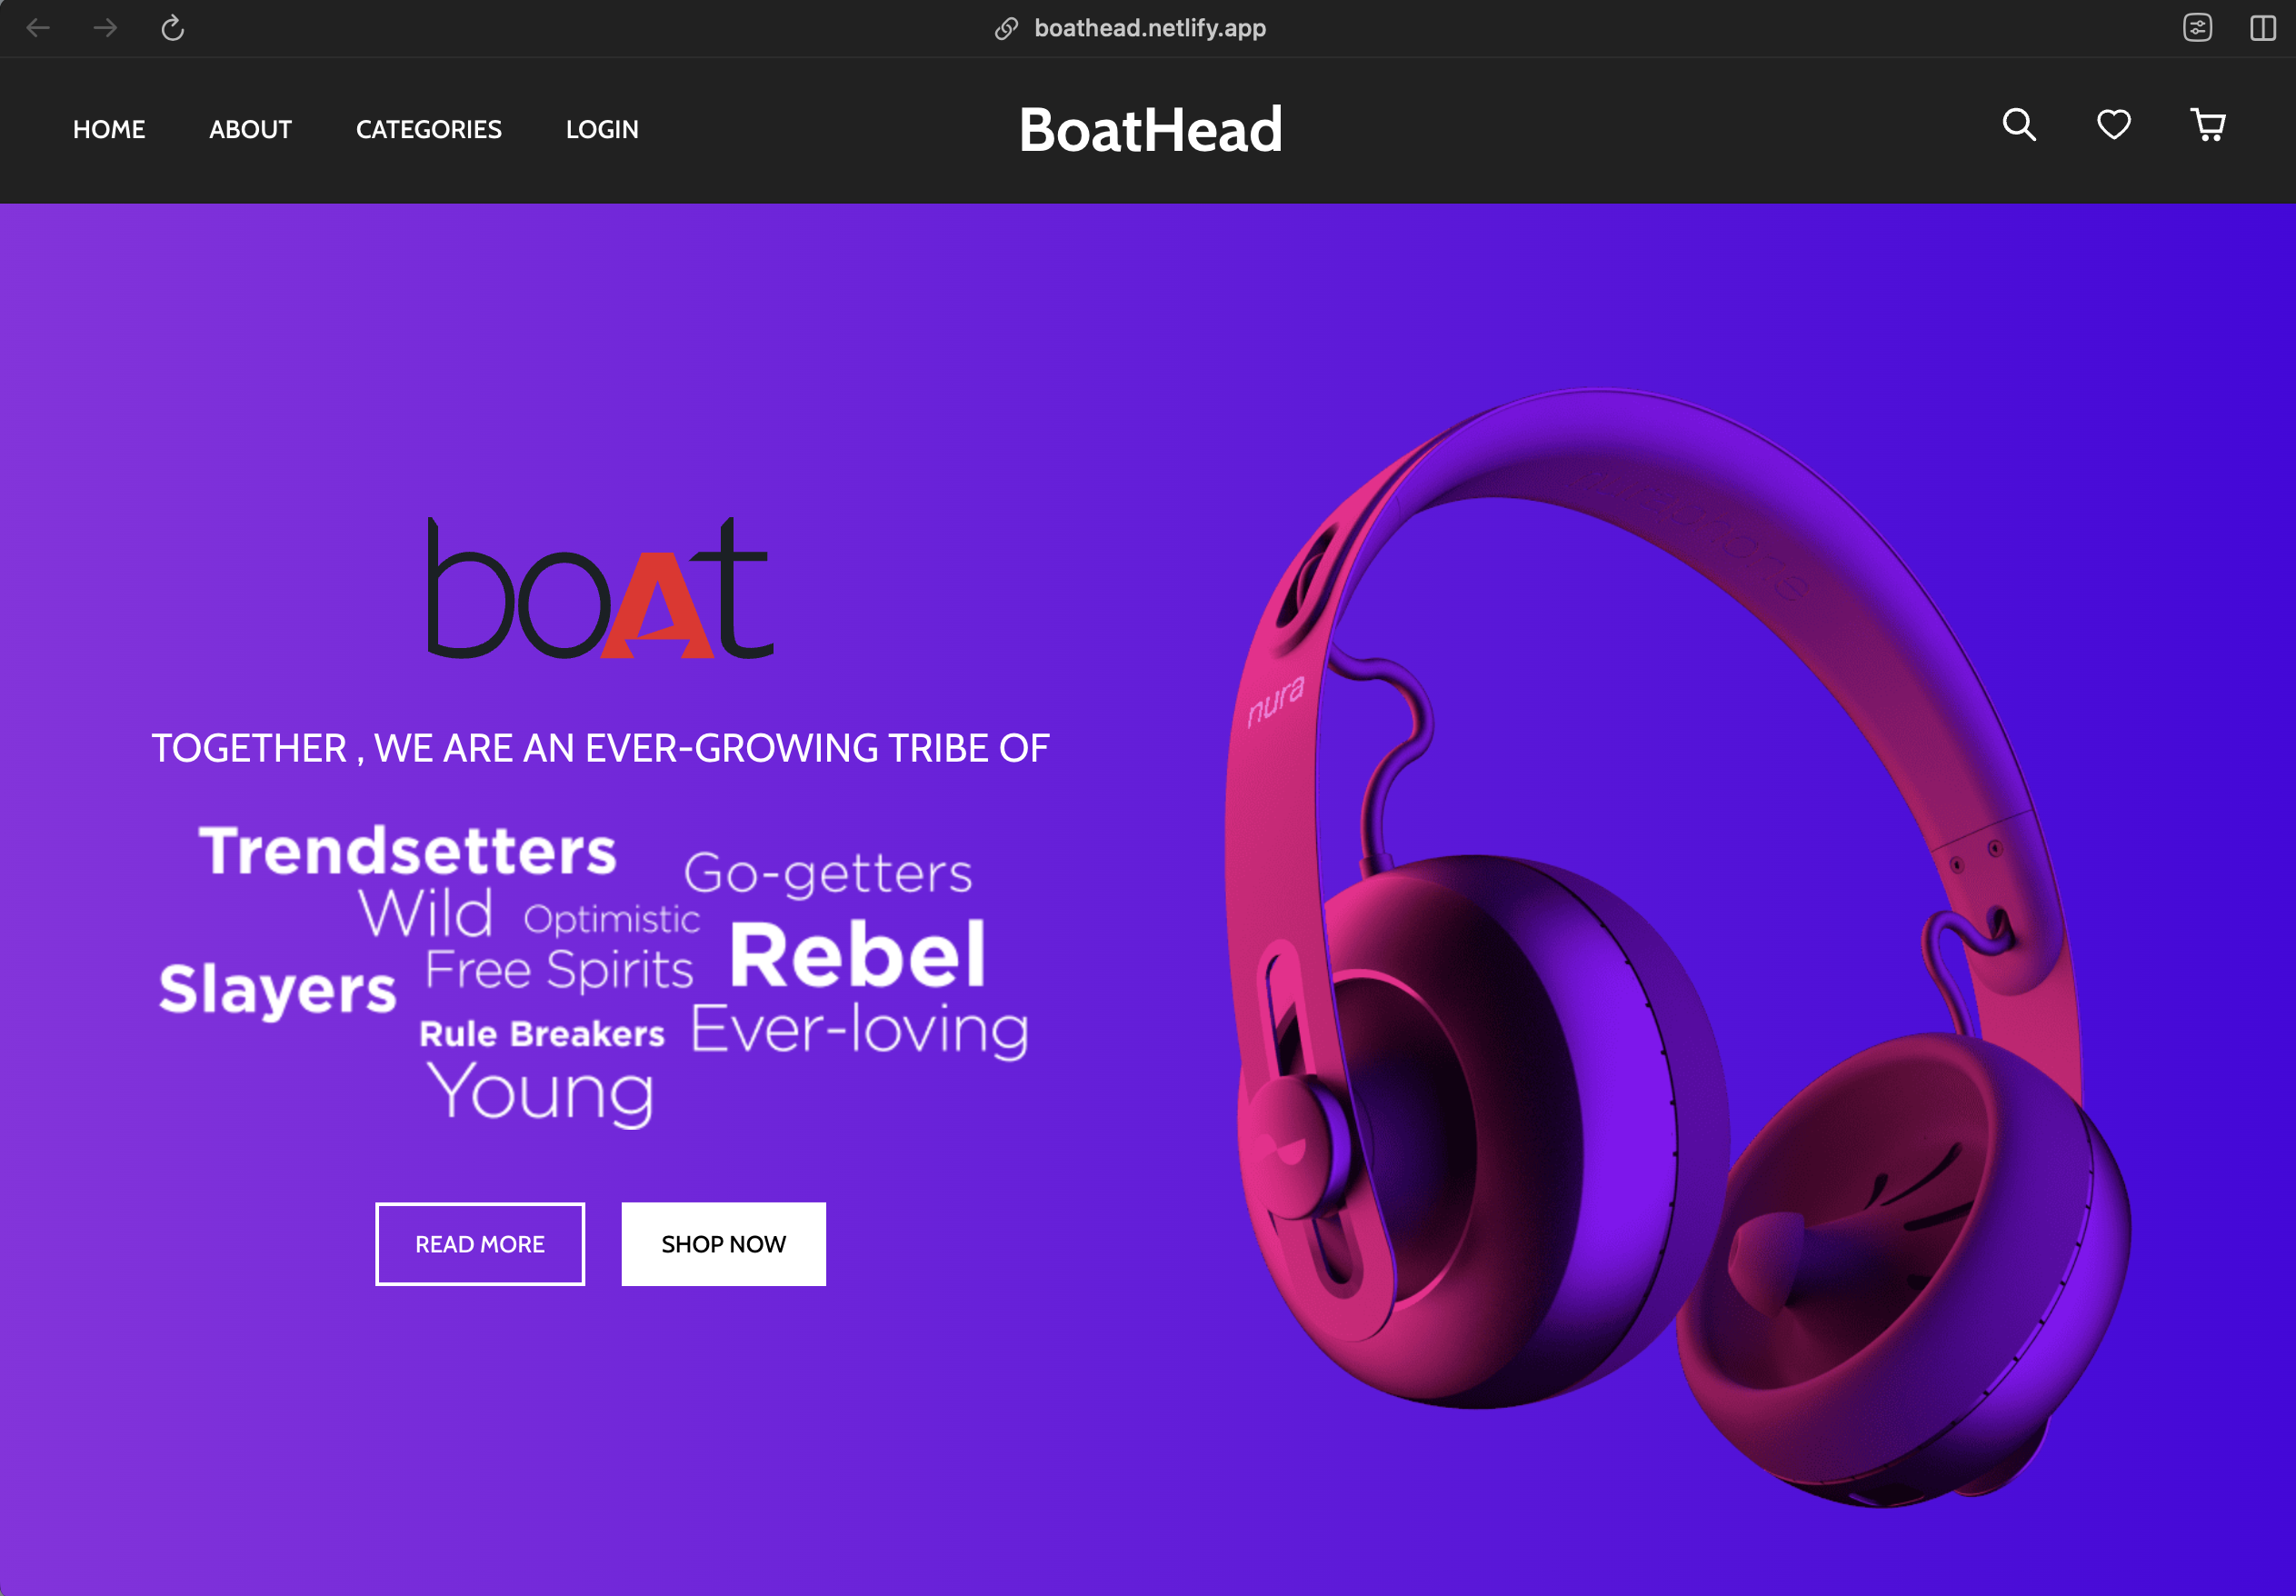 boathead.netlify.app
HOME ABOUT CATEGORIES LOGIN BoatHead
boAt
nura
TOGETHER , WE ARE AN EVER-GROWING TRIBE OF
Trendsetters
Go-getters
Wild Optimistic
Free Spirits Rebel
Slayers
Rule Breakers Ever-loving
Young
READ MORE SHOP NOW